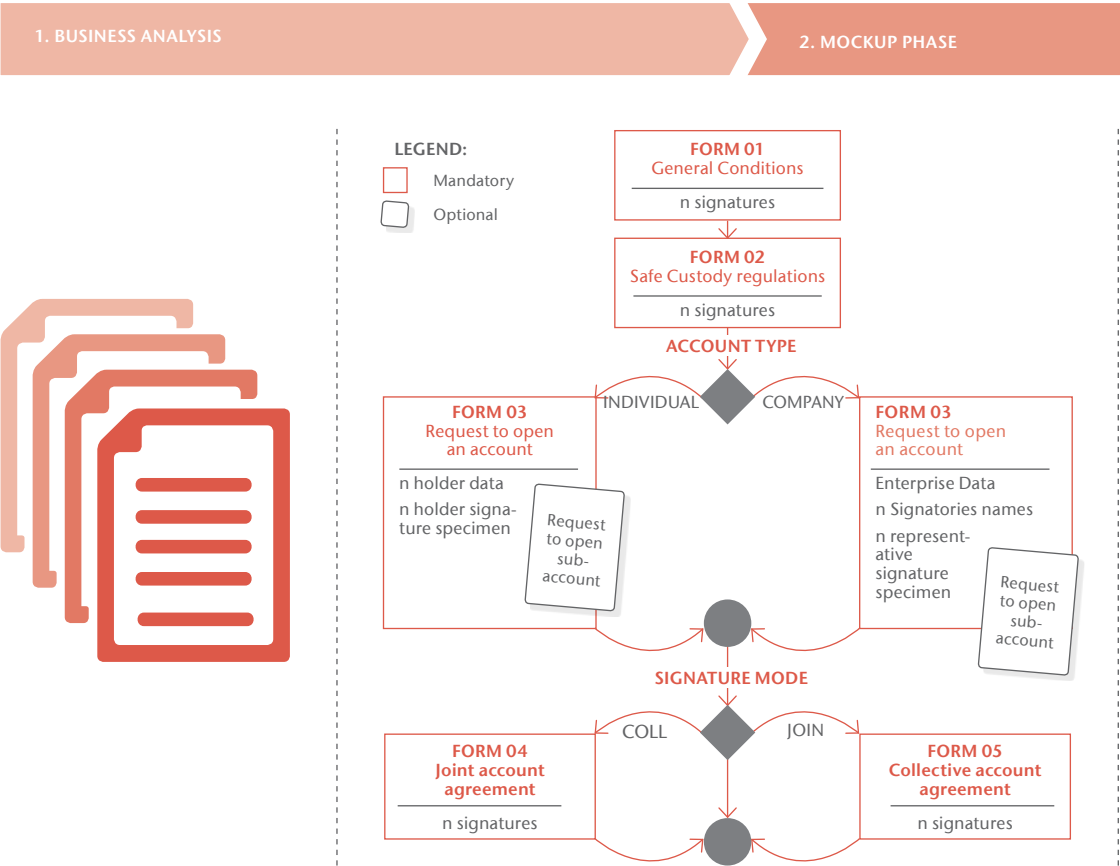 1. BUSINESS ANALYSIS
2. MOCKUP PHASE
LEGEND:
Mandatory
Optional
FORM 01
General Conditions
n signatures
FORM 02
Safe Custody regulations
n signatures
ACCOUNT TYPE
INDIVIDUAL
COMPANY
FORM 03
Request to open
an account
n holder data
n holder signa-
ture specimen
Request
to open
sub-
account
FORM 03
Request to open
an account
Enterprise Data
n Signatories names
n represent-
ative
signature
specimen
Request
to open
sub-
account
SIGNATURE MODE
COLL
JOIN
FORM 04
Joint account
agreement
n signatures
FORM 05
Collective account
agreement
n signatures